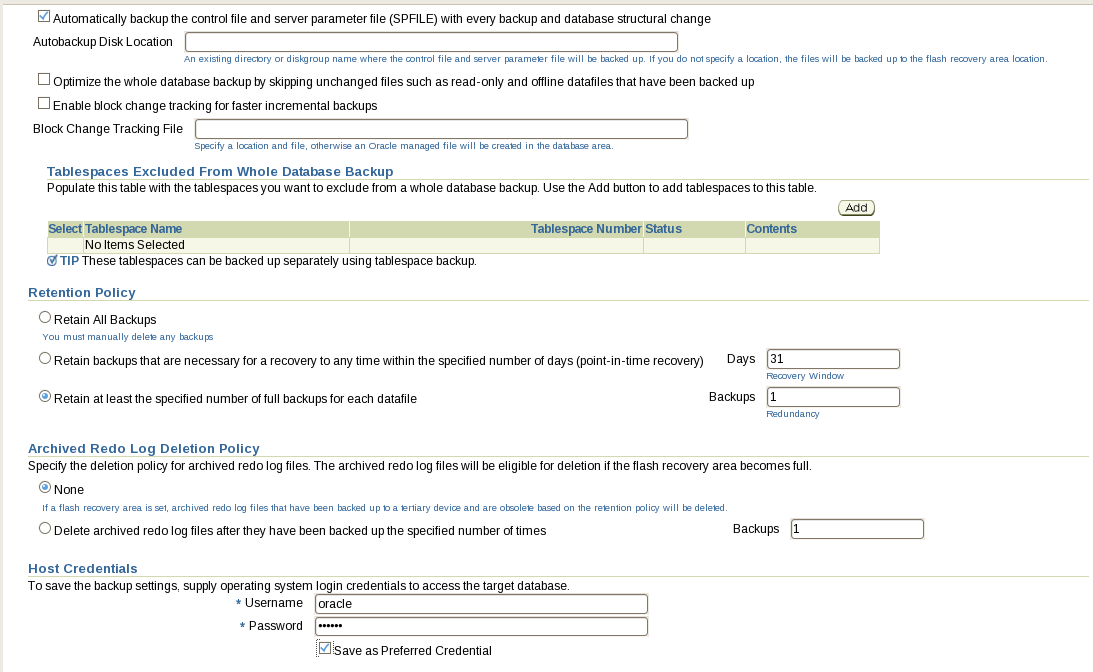 Automatically backup the control file and server parameter file (SPFILE) with every backup and database structural change
Autobackup Disk Location
An existing directory or diskgroup name where the control file and server parameter file will be backed up. If you do not specify a location, the files will be backed up to the flash recovery area location.
Optimize the whole database backup by skipping unchanged files such as read-only and offline datafiles that have been backed up
Enable block change tracking for faster incremental backups
Block Change Tracking File
Specify a location and file, otherwise an Oracle managed file will be created in the database area.
Tablespaces Excluded From Whole Database Backup
Populate this table with the tablespaces you want to exclude from a whole database backup. Use the Add button to add tablespaces to this table.
Add
Select Tablespace Name Tablespace Number Status Contents
No Items Selected
TIP These tablespaces can be backed up separately using tablespace backup.
Retention Policy
Retain All Backups
You must manually delete any backups
Retain backups that are necessary for a recovery to any time within the specified number of days (point-in-time recovery) Days 31
Recovery Window
Retain at least the specified number of full backups for each datafile Backups 1
Redundancy
Archived Redo Log Deletion Policy
Specify the deletion policy for archived redo log files. The archived redo log files will be eligible for deletion if the flash recovery area becomes full.
None
If a flash recovery area is set, archived redo log files that have been backed up to a tertiary device and are obsolete based on the retention policy will be deleted.
Delete archived redo log files after they have been backed up the specified number of times Backups 1
Host Credentials
To save the backup settings, supply operating system login credentials to access the target database.
* Username oracle
* Password ••••••
Save as Preferred Credential